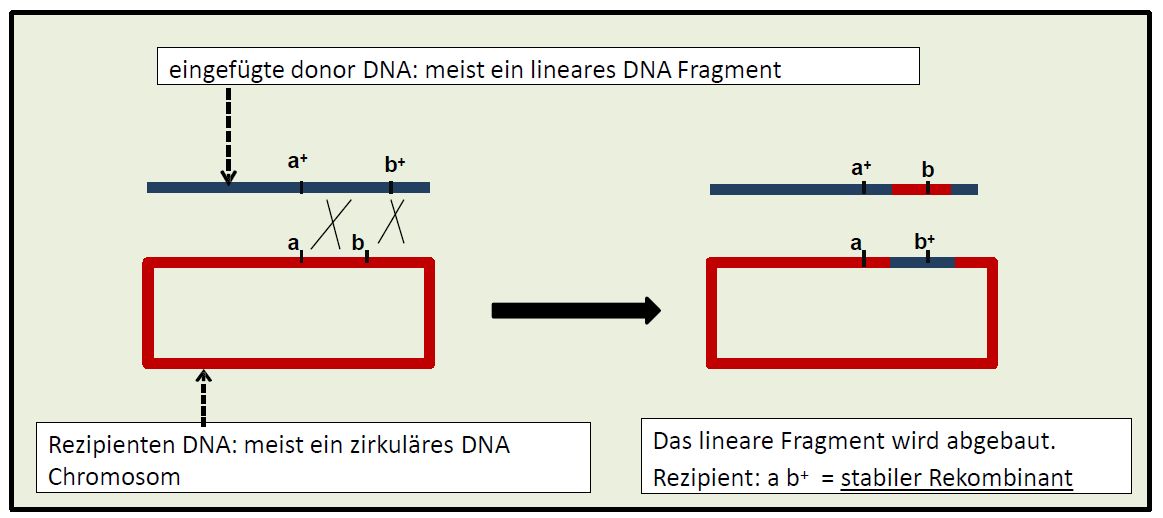 eingefügte donor DNA: meist ein lineares DNA Fragment
a⁺ b⁺
a b
a⁺ b
a b⁺
Rezipienten DNA: meist ein zirkuläres DNA
Chromosom
Das lineare Fragment wird abgebaut.
Rezipient: a b⁺ = stabiler Rekombinant